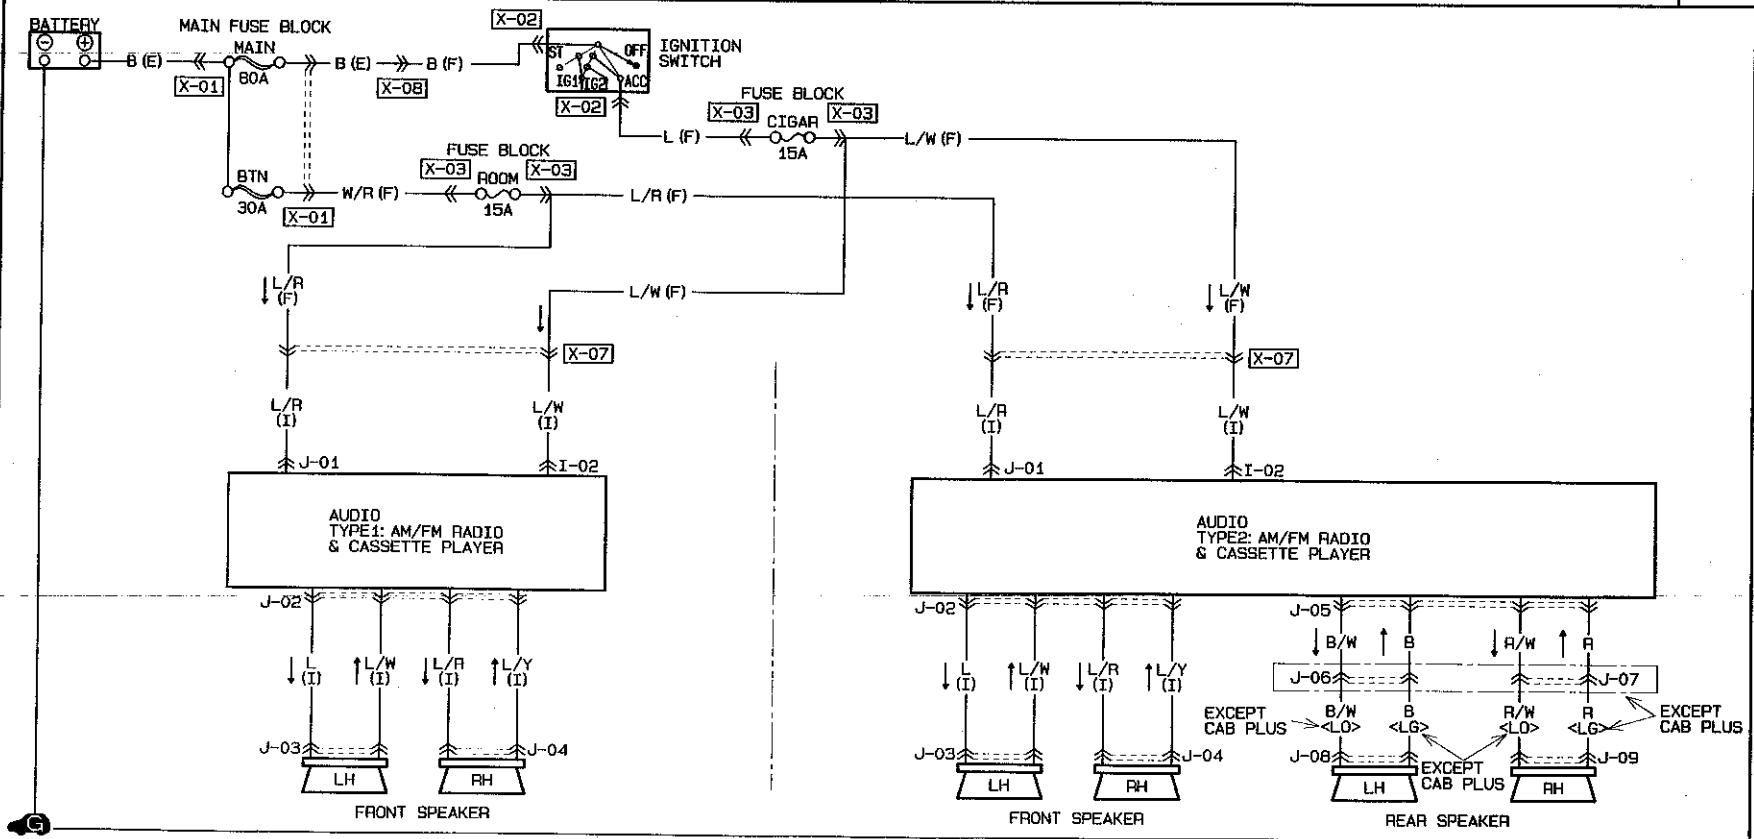 BATTERY
MAIN FUSE BLOCK
MAIN
80A
B (E)
X-01
B (E)
X-08
B (F)
X-02
ST
OFF
IG1
IG2
ACC
IGNITION
SWITCH
X-02
L (F)
FUSE BLOCK
X-03
CIGAR
15A
X-03
L/W (F)
BTN
30A
X-01
W/R (F)
FUSE BLOCK
X-03
ROOM
15A
X-03
L/R (F)
L/R
(F)
L/W (F)
X-07
L/R
(F)
L/W
(F)
X-07
L/R
(I)
L/W
(I)
L/R
(I)
L/W
(I)
J-01
I-02
J-01
I-02
AUDIO
TYPE1: AM/FM RADIO
& CASSETTE PLAYER
AUDIO
TYPE2: AM/FM RADIO
& CASSETTE PLAYER
J-02
L
(I)
L/W
(I)
L/R
(I)
L/Y
(I)
J-03
J-04
LH
RH
FRONT SPEAKER
J-02
L
(I)
L/W
(I)
L/R
(I)
L/Y
(I)
J-03
J-04
LH
RH
FRONT SPEAKER
J-05
B/W
B
R/W
R
J-06
J-07
B/W
<LO>
B
<LG>
R/W
<LO>
R
<LG>
EXCEPT
CAB PLUS
EXCEPT
CAB PLUS
EXCEPT
CAB PLUS
J-08
J-09
LH
RH
REAR SPEAKER
G